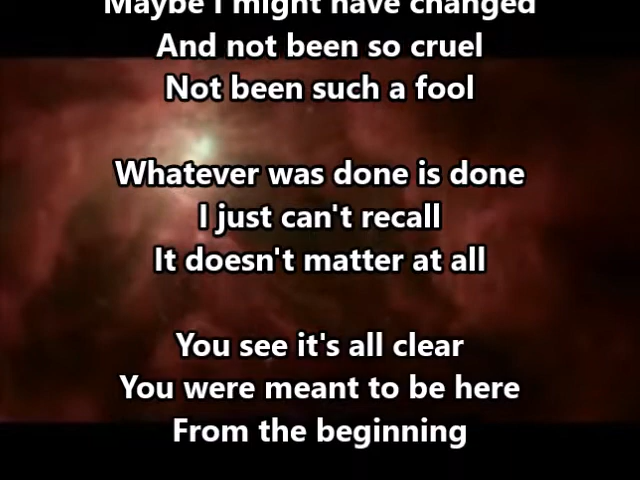 Maybe I might have changed
And not been so cruel
Not been such a fool
Whatever was done is done
I just can't recall
It doesn't matter at all
You see it's all clear
You were meant to be here
From the beginning